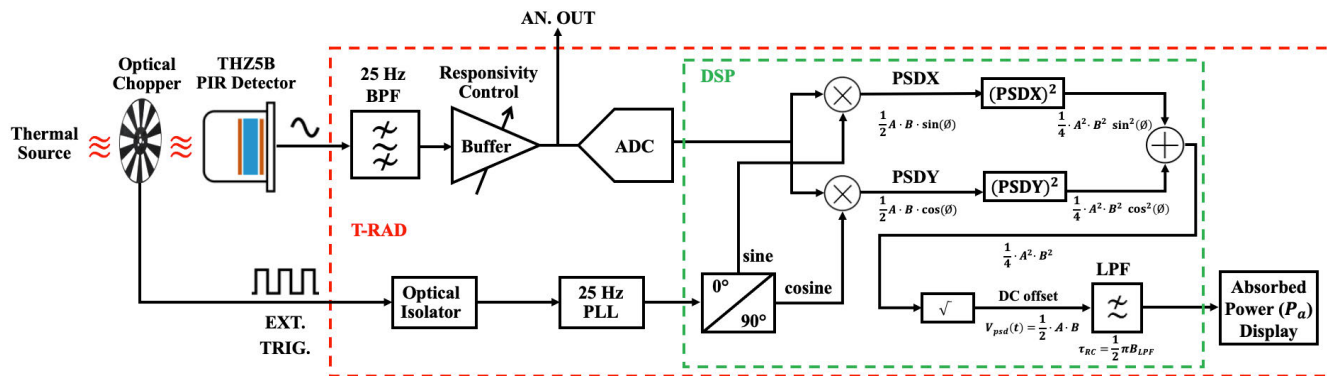 AN. OUT
Optical
Chopper
THZ5B
PIR Detector
25 Hz
BPF
Responsivity
Control
DSP
PSDX
(PSDX)²
Thermal
Source
Buffer
ADC
½ A · B · sin(Ø)
¼ · A² · B² sin²(Ø)
PSDY
(PSDY)²
½ A · B · cos(Ø)
¼ · A² · B² cos²(Ø)
T-RAD
sine
cosine
¼ · A² · B²
0°
90°
EXT.
TRIG.
Optical
Isolator
25 Hz
PLL
√
DC offset
V_psd(t) = ½ · A · B
LPF
τ_RC = ½ πB_LPF
Absorbed
Power (P_a)
Display